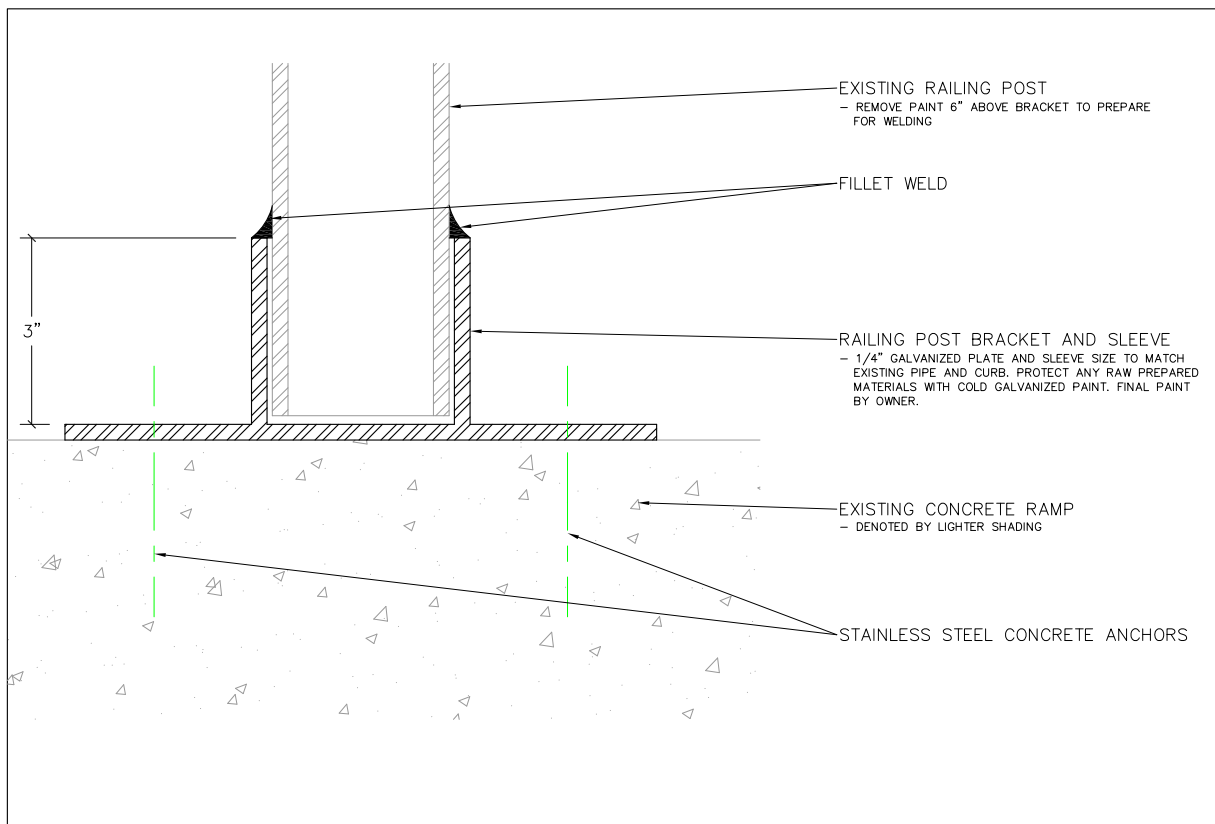 EXISTING RAILING POST
– REMOVE PAINT 6" ABOVE BRACKET TO PREPARE
FOR WELDING
FILLET WELD
3"
RAILING POST BRACKET AND SLEEVE
– 1/4" GALVANIZED PLATE AND SLEEVE SIZE TO MATCH
EXISTING PIPE AND CURB. PROTECT ANY RAW PREPARED
MATERIALS WITH COLD GALVANIZED PAINT. FINAL PAINT
BY OWNER.
EXISTING CONCRETE RAMP
– DENOTED BY LIGHTER SHADING
STAINLESS STEEL CONCRETE ANCHORS